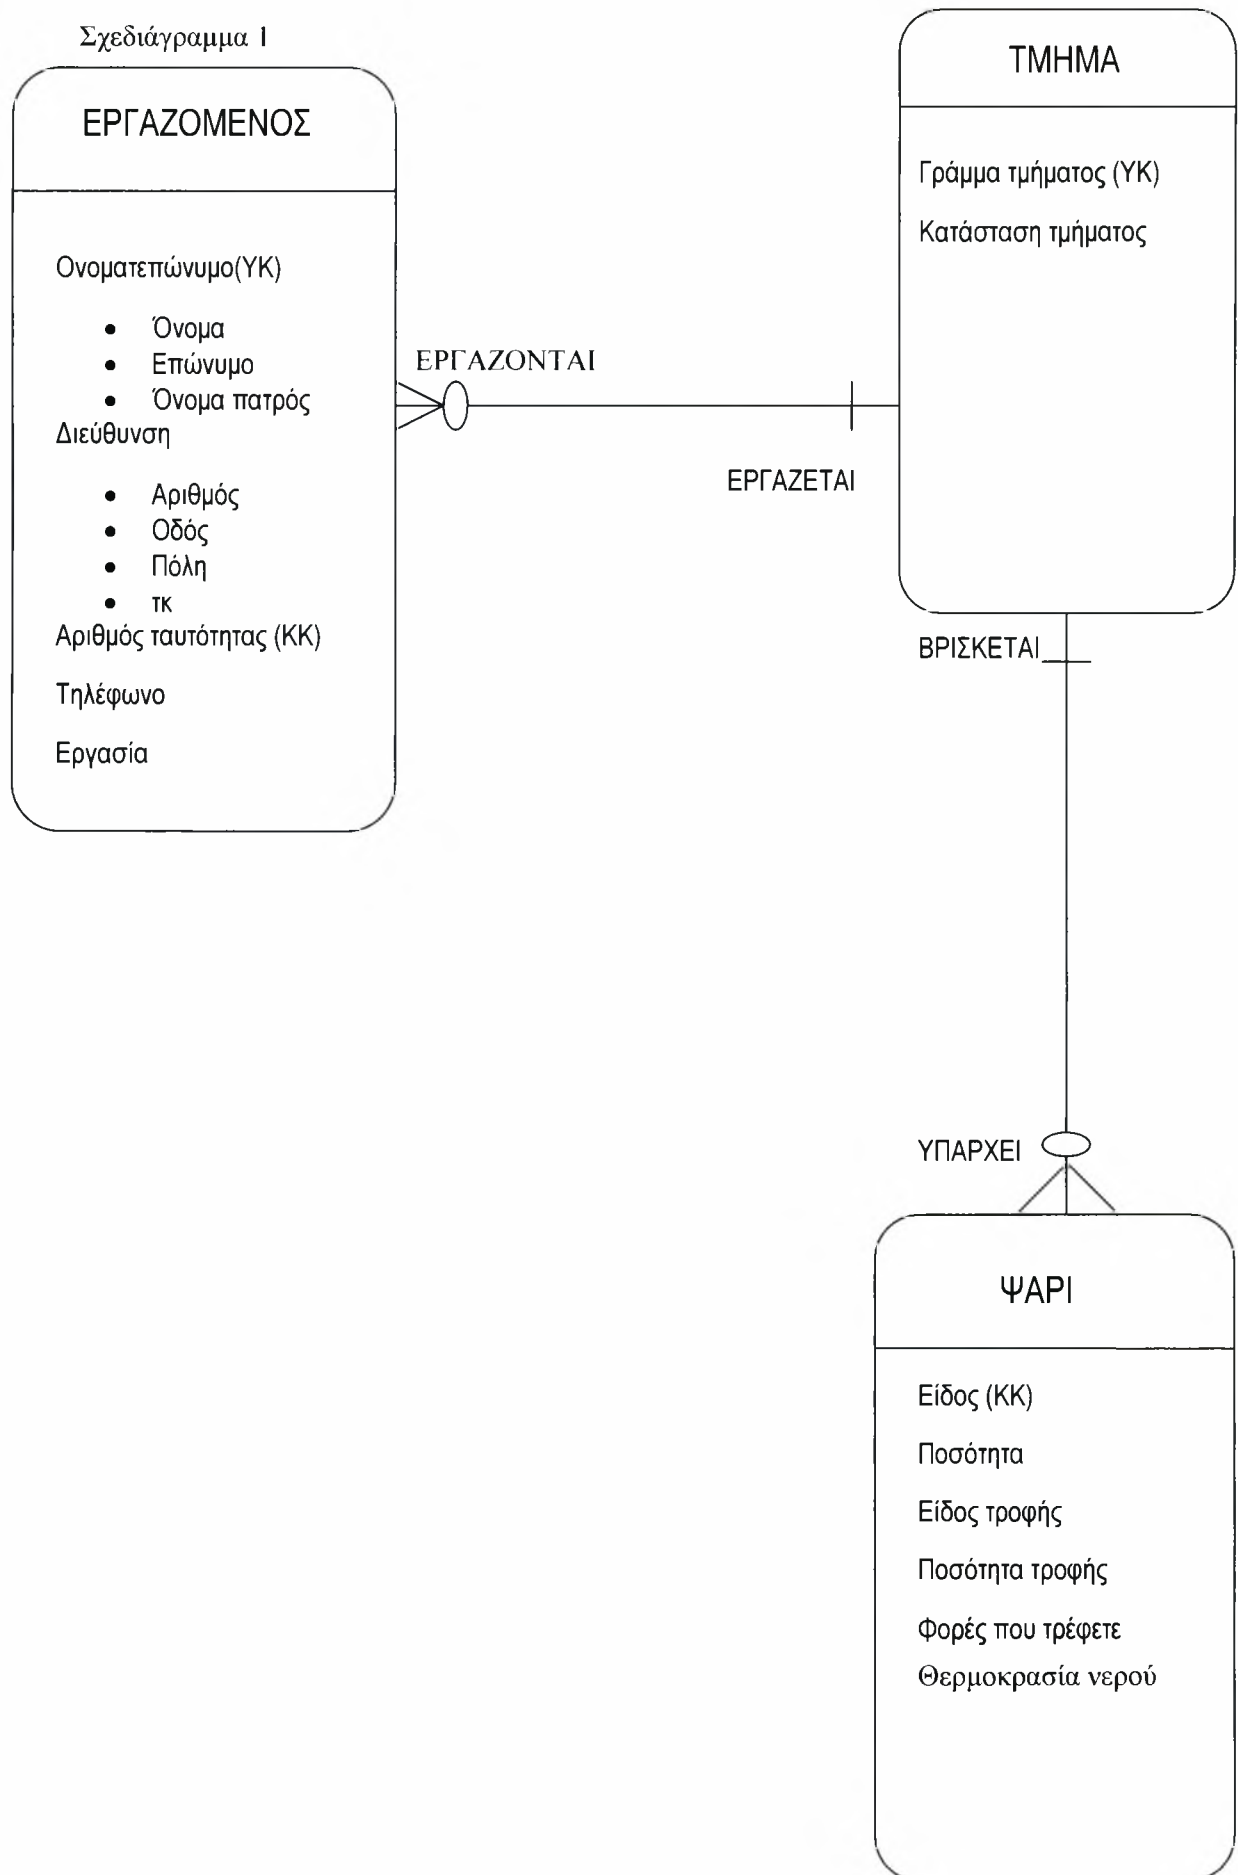 Σχεδιάγραμμα 1
ΕΡΓΑΖΟΜΕΝΟΣ
Ονοματεπώνυμο(ΥΚ)
• Όνομα
• Επώνυμο
• Όνομα πατρός
Διεύθυνση
• Αριθμός
• Οδός
• Πόλη
• τκ
Αριθμός ταυτότητας (ΚΚ)
Τηλέφωνο
Εργασία
ΕΡΓΑΖΟΝΤΑΙ
ΕΡΓΑΖΕΤΑΙ
ΤΜΗΜΑ
Γράμμα τμήματος (ΥΚ)
Κατάσταση τμήματος
ΒΡΙΣΚΕΤΑΙ
ΥΠΑΡΧΕΙ
ΨΑΡΙ
Είδος (ΚΚ)
Ποσότητα
Είδος τροφής
Ποσότητα τροφής
Φορές που τρέφετε
Θερμοκρασία νερού